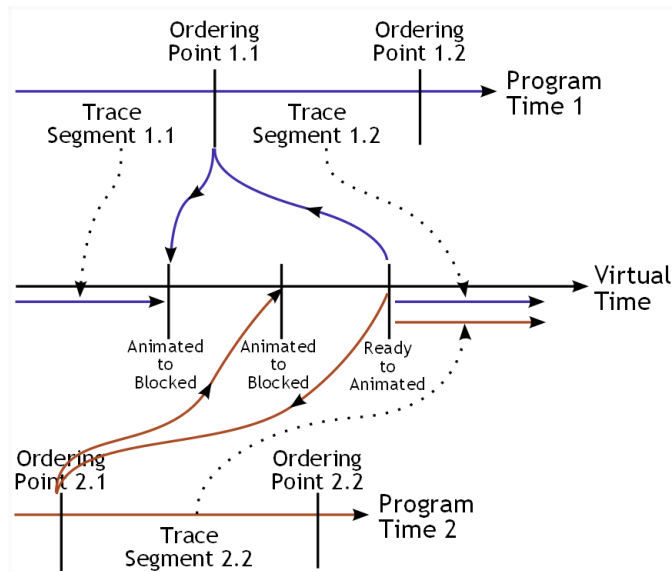 Ordering
Point 1.1
Ordering
Point 1.2
Program
Time 1
Trace
Segment 1.1
Trace
Segment 1.2
Virtual
Time
Animated
to
Blocked
Animated
to
Blocked
Ready
to
Animated
Ordering
Point 2.1
Ordering
Point 2.2
Program
Time 2
Trace
Segment 2.2